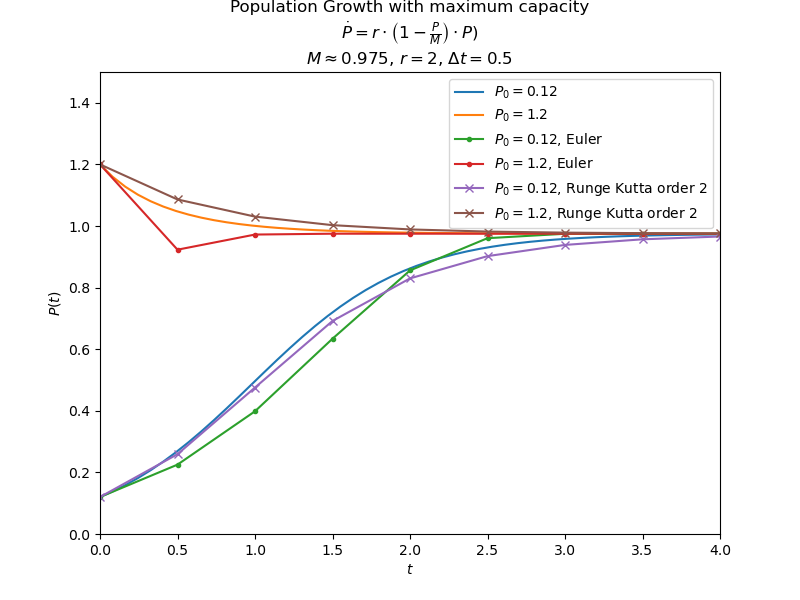 Population Growth with maximum capacity
Ṗ = r · (1 − P/M) · P)
M ≈ 0.975, r = 2, Δt = 0.5
P(t)
1.4
1.2
1.0
0.8
0.6
0.4
0.2
0.0
P₀ = 0.12
P₀ = 1.2
P₀ = 0.12, Euler
P₀ = 1.2, Euler
P₀ = 0.12, Runge Kutta order 2
P₀ = 1.2, Runge Kutta order 2
0.0 0.5 1.0 1.5 2.0 2.5 3.0 3.5 4.0
t